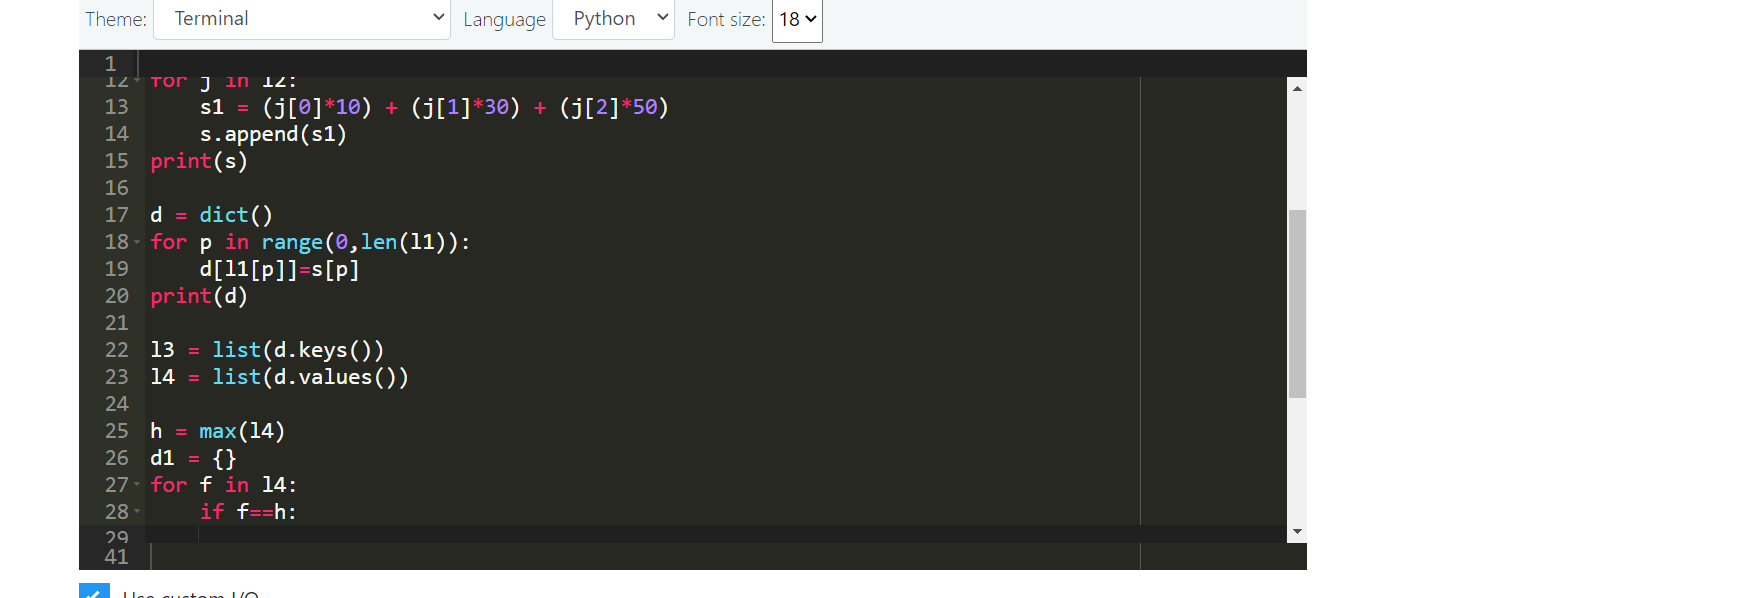 Theme: Terminal Language Python Font size: 18
1
12 for j in l2:
13 s1 = (j[0]*10) + (j[1]*30) + (j[2]*50)
14 s.append(s1)
15 print(s)
16
17 d = dict()
18 for p in range(0,len(l1)):
19 d[l1[p]]=s[p]
20 print(d)
21
22 l3 = list(d.keys())
23 l4 = list(d.values())
24
25 h = max(l4)
26 d1 = {}
27 for f in l4:
28 if f==h:
29
41
Use custom I/O